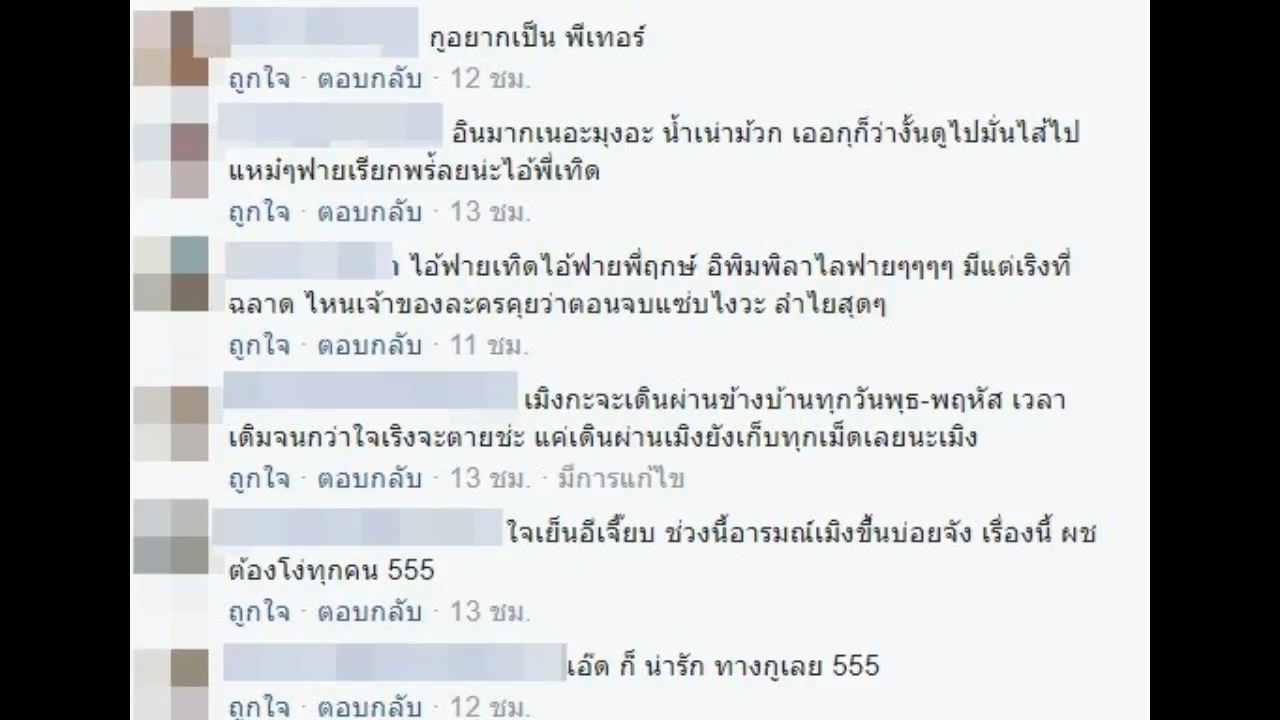 กูอยากเป็น พีเทอร์
ถูกใจ · ตอบกลับ · 12 ชม.
อินมากเนอะมุงอะ น้ำเน่าม้วก เออกุก็ว่างั้นดูไปมั่นไส้ไป
แหม๋ๆฟายเรียกพร่้ลยน่ะไอ้พี่เทิด
ถูกใจ · ตอบกลับ · 13 ชม.
า ไอ้ฟายเทิดไอ้ฟายพี่ฤกษ์ อิพิมพิลาไลฟายๆๆๆๆ มีแต่เริงที่
ฉลาด ไหนเจ้าของละครคุยว่าตอนจบแซ่บไงวะ ลำไยสุดๆ
ถูกใจ · ตอบกลับ · 11 ชม.
เมิงกะจะเดินผ่านข้างบ้านทุกวันพุธ-พฤหัส เวลา
เดิมจนกว่าใจเริงจะตายช่ะ แค่เดินผ่านเมิงยังเก็บทุกเม็ดเลยนะเมิง
ถูกใจ · ตอบกลับ · 13 ชม. · มีการแก้ไข
ใจเย็นอีเจี๊ยบ ช่วงนี้อารมณ์เมิงขึ้นบ่อยจัง เรื่องนี้ ผช
ต้องโง่ทุกคน 555
ถูกใจ · ตอบกลับ · 13 ชม.
เอ๊ด ก็ น่ารัก ทางกูเลย 555
ถูกใจ · ตอบกลับ · 12 ชม.